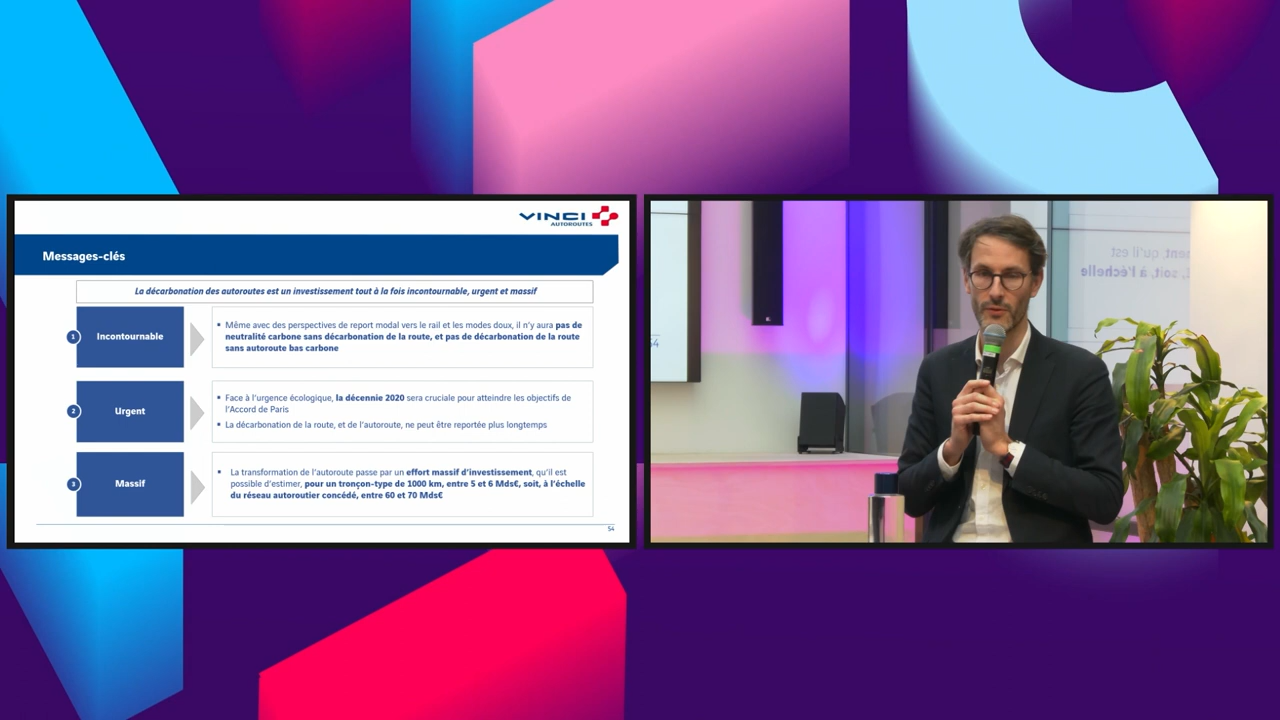 VINCI
AUTOROUTES
Messages-clés
La décarbonation des autoroutes est un investissement tout à la fois incontournable, urgent et massif
1
Incontournable
▪ Même avec des perspectives de report modal vers le rail et les modes doux, il n'y aura pas de
neutralité carbone sans décarbonation de la route, et pas de décarbonation de la route
sans autoroute bas carbone
2
Urgent
▪ Face à l'urgence écologique, la décennie 2020 sera cruciale pour atteindre les objectifs de
l'Accord de Paris
▪ La décarbonation de la route, et de l'autoroute, ne peut être reportée plus longtemps
3
Massif
▪ La transformation de l'autoroute passe par un effort massif d'investissement, qu'il est
possible d'estimer, pour un tronçon-type de 1000 km, entre 5 et 6 Mds€, soit, à l'échelle
du réseau autoroutier concédé, entre 60 et 70 Mds€
54
ment, qu'il est
soit, à l'échelle
54